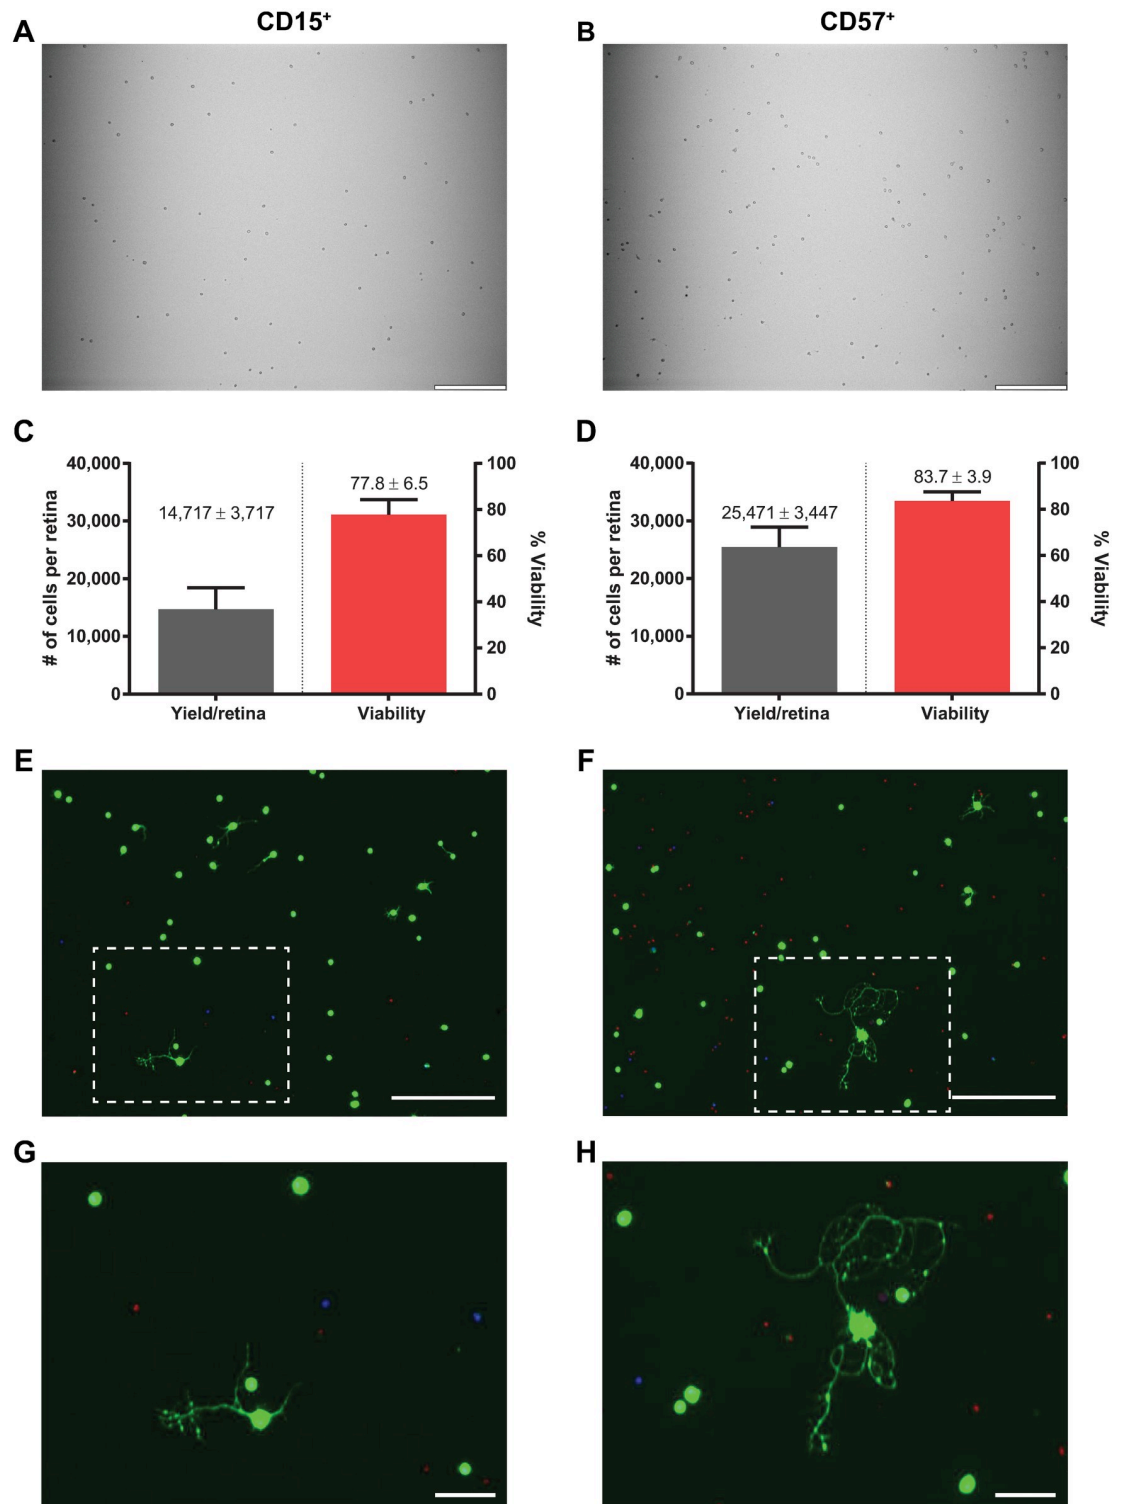 A
CD15+
B
CD57+
C
D
40,000
30,000
20,000
10,000
0
# of cells per retina
14,717 ± 3,717
77.8 ± 6.5
100
80
60
40
20
0
% Viability
Yield/retina
Viability
40,000
30,000
20,000
10,000
0
# of cells per retina
25,471 ± 3,447
83.7 ± 3.9
100
80
60
40
20
0
% Viability
Yield/retina
Viability
E
F
G
H